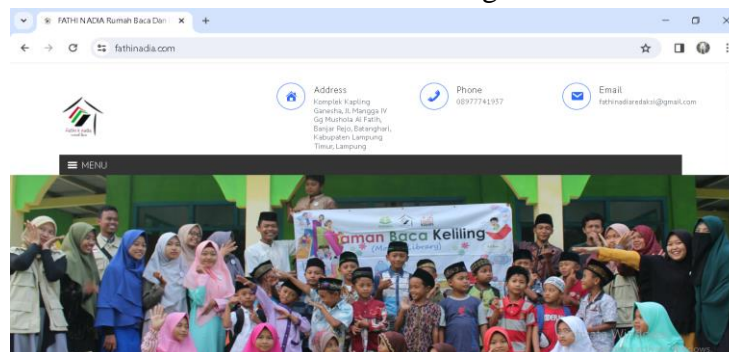 FATHI NADIA Rumah Baca Dan
fathinadia.com
Address
Komplek Kapling
Ganesha, Jl. Mangga IV
Gg Mushola Al Fatih,
Banjar Rejo, Batanghari,
Kabupaten Lampung
Timur, Lampung
Phone
08977741937
Email
fathinadiaredaksi@gmail.com
MENU
Taman Baca Keliling